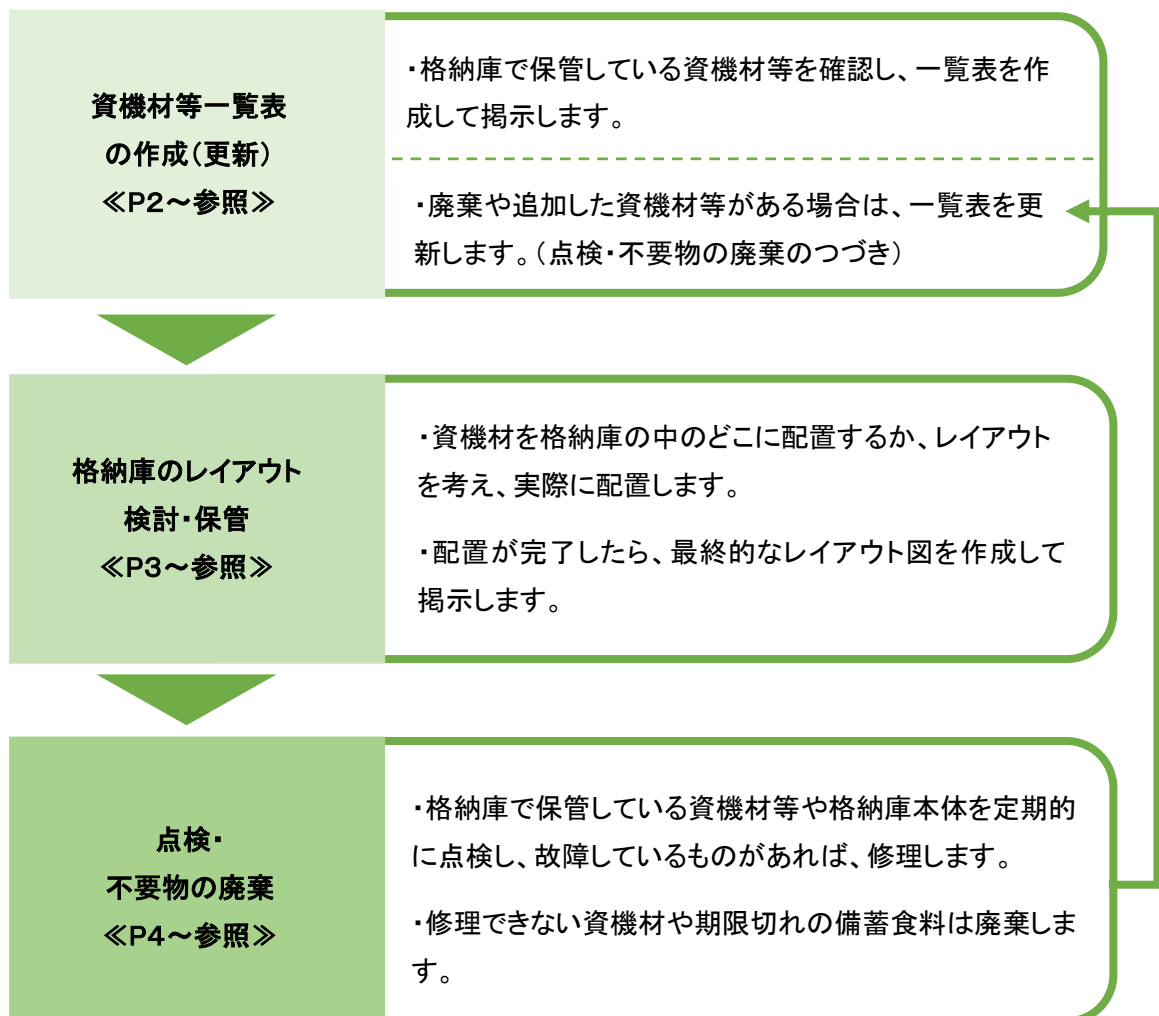 資機材等一覧表
の作成(更新)
≪P2~参照≫
・格納庫で保管している資機材等を確認し、一覧表を作
成して掲示します。
・廃棄や追加した資機材等がある場合は、一覧表を更
新します。(点検・不要物の廃棄のつづき)
格納庫のレイアウト
検討・保管
≪P3~参照≫
・資機材を格納庫の中のどこに配置するか、レイアウト
を考え、実際に配置します。
・配置が完了したら、最終的なレイアウト図を作成して
掲示します。
点検・
不要物の廃棄
≪P4~参照≫
・格納庫で保管している資機材等や格納庫本体を定期的
に点検し、故障しているものがあれば、修理します。
・修理できない資機材や期限切れの備蓄食料は廃棄しま
す。